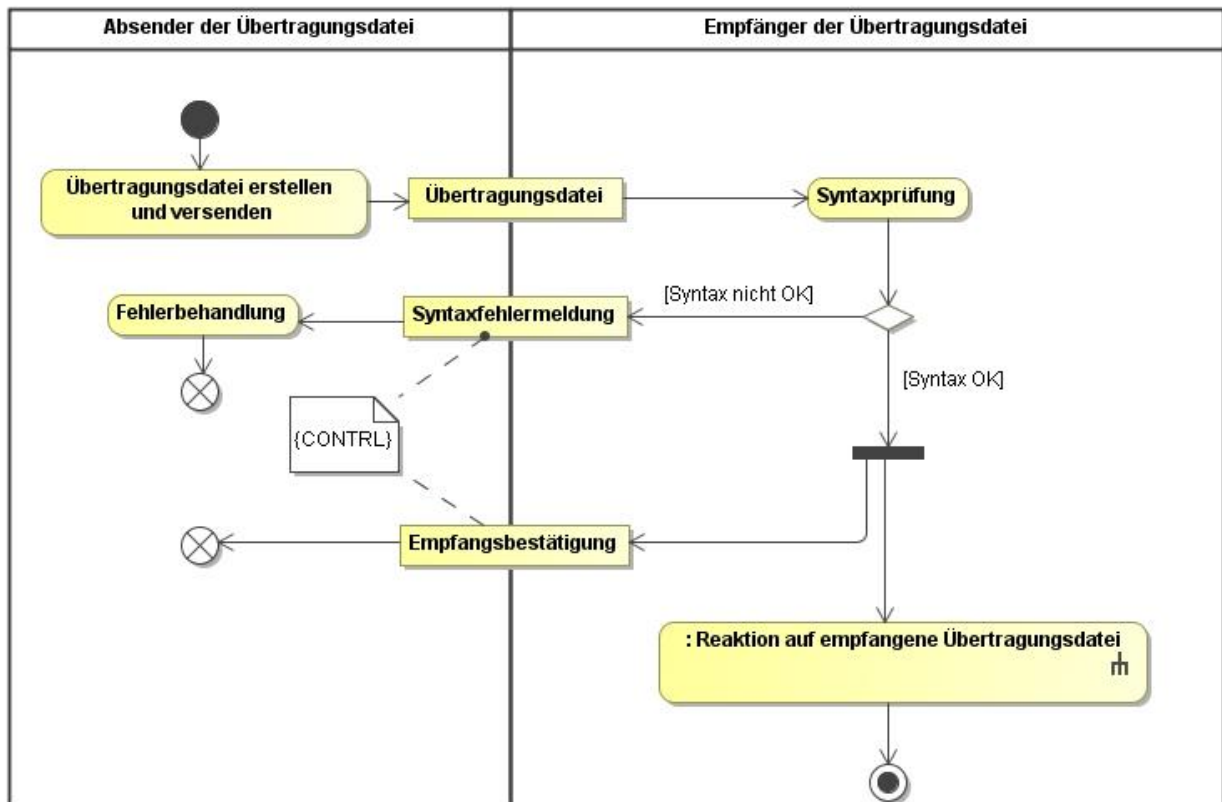 Absender der Übertragungsdatei
Empfänger der Übertragungsdatei
Übertragungsdatei erstellen
und versenden
Übertragungsdatei
Syntaxprüfung
[Syntax nicht OK]
Syntaxfehlermeldung
Fehlerbehandlung
[Syntax OK]
{CONTRL}
Empfangsbestätigung
: Reaktion auf empfangene Übertragungsdatei